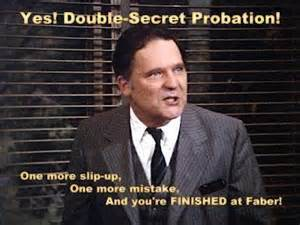 Yes! Double-Secret Probation!
One more slip-up,
One more mistake,
And you're FINISHED at Faber!